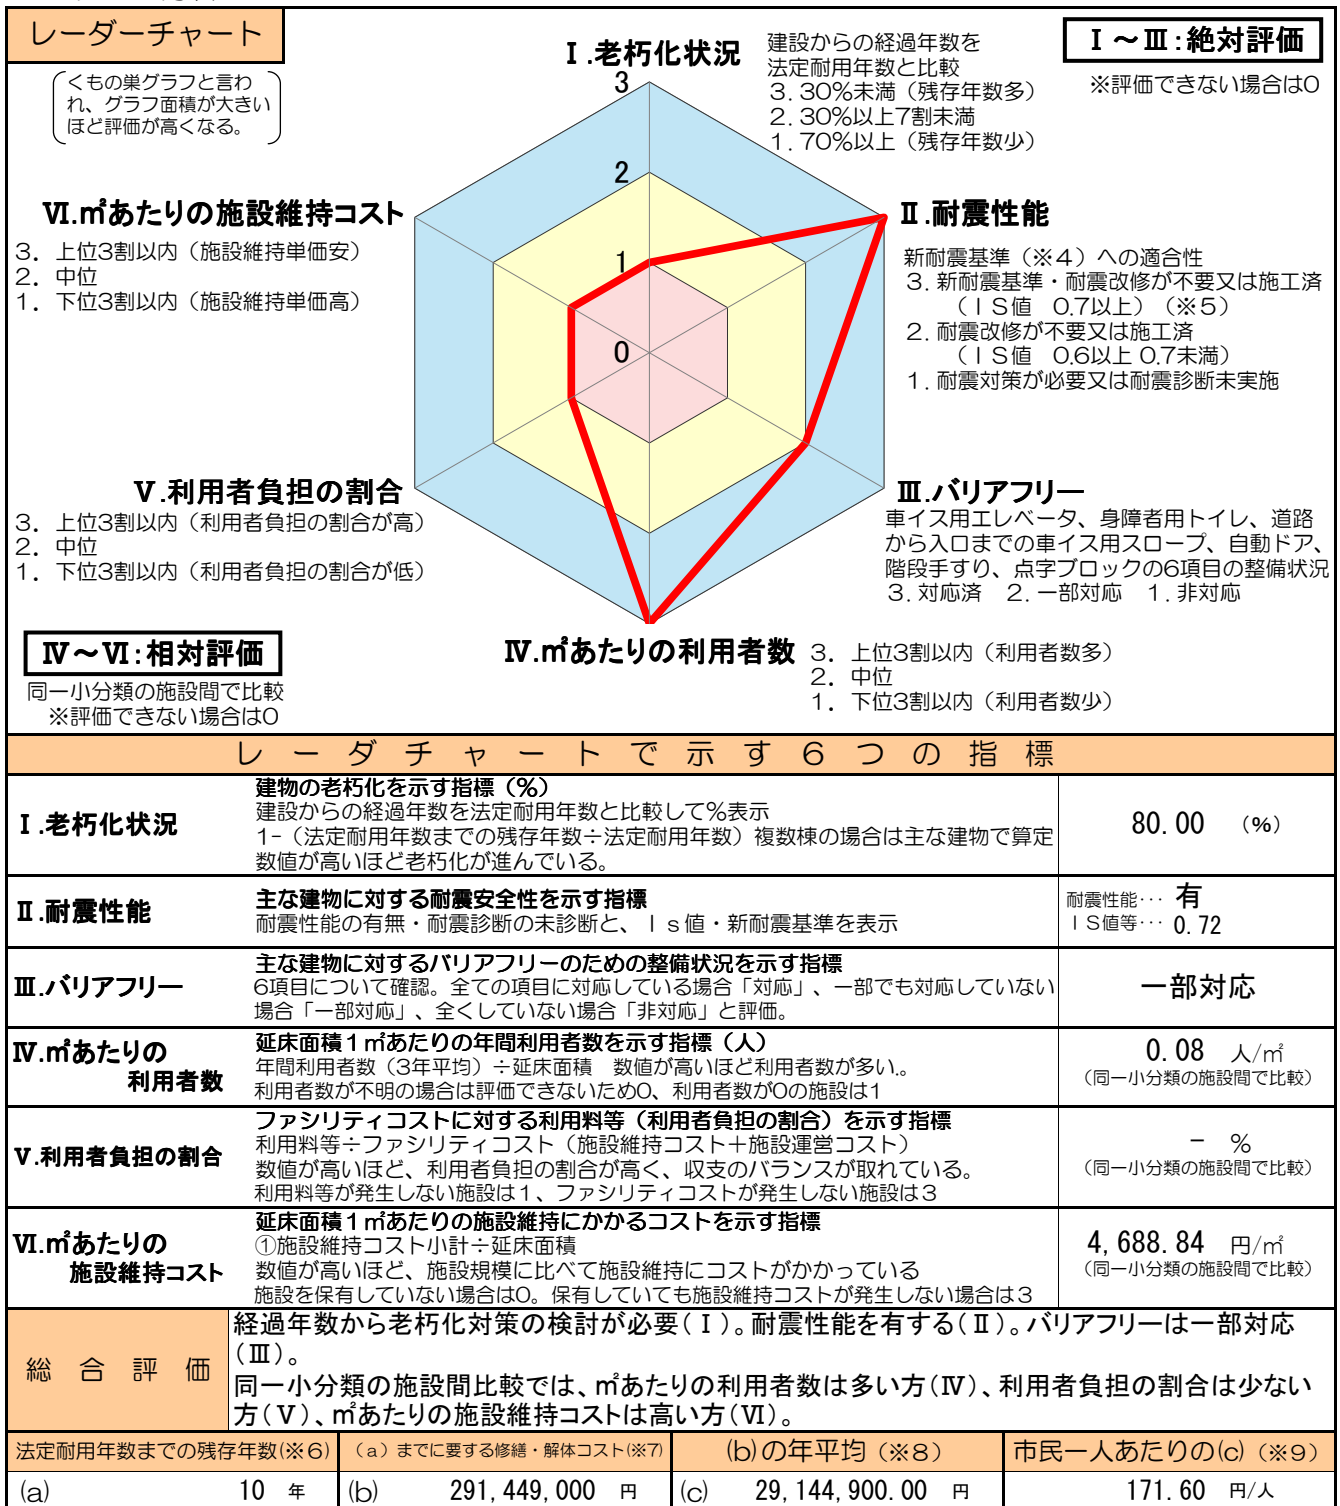 レーダーチャート
くもの巣グラフと言わ
れ、グラフ面積が大きい
ほど評価が高くなる。
Ⅰ.老朽化状況
建設からの経過年数を
法定耐用年数と比較
3. 30%未満（残存年数多）
2. 30%以上7割未満
1. 70%以上（残存年数少）
Ⅰ～Ⅲ:絶対評価
※評価できない場合は0
3
2
1
0
Ⅵ.㎡あたりの施設維持コスト
3. 上位3割以内（施設維持単価安）
2. 中位
1. 下位3割以内（施設維持単価高）
Ⅱ.耐震性能
新耐震基準（※4）への適合性
3. 新耐震基準・耐震改修が不要又は施工済
（ＩＳ値　0.7以上）（※5）
2. 耐震改修が不要又は施工済
（ＩＳ値　0.6以上 0.7未満）
1. 耐震対策が必要又は耐震診断未実施
Ⅴ.利用者負担の割合
3. 上位3割以内（利用者負担の割合が高）
2. 中位
1. 下位3割以内（利用者負担の割合が低）
Ⅲ.バリアフリー
車イス用エレベータ、身障者用トイレ、道路
から入口までの車イス用スロープ、自動ドア、
階段手すり、点字ブロックの6項目の整備状況
3. 対応済　2. 一部対応　1. 非対応
Ⅳ～Ⅵ:相対評価
同一小分類の施設間で比較
※評価できない場合は0
Ⅳ.㎡あたりの利用者数
3. 上位3割以内（利用者数多）
2. 中位
1. 下位3割以内（利用者数少）
レーダチャートで示す６つの指標
Ⅰ.老朽化状況
建物の老朽化を示す指標（%）
建設からの経過年数を法定耐用年数と比較して%表示
1-（法定耐用年数までの残存年数÷法定耐用年数）複数棟の場合は主な建物で算定
数値が高いほど老朽化が進んでいる。
80.00　（%）
Ⅱ.耐震性能
主な建物に対する耐震安全性を示す指標
耐震性能の有無・耐震診断の未診断と、Ｉｓ値・新耐震基準を表示
耐震性能… 有
ＩＳ値等… 0.72
Ⅲ.バリアフリー
主な建物に対するバリアフリーのための整備状況を示す指標
6項目について確認。全ての項目に対応している場合「対応」、一部でも対応していない
場合「一部対応」、全くしていない場合「非対応」と評価。
一部対応
Ⅳ.㎡あたりの
利用者数
延床面積１㎡あたりの年間利用者数を示す指標（人）
年間利用者数（3年平均）÷延床面積　数値が高いほど利用者数が多い。
利用者数が不明の場合は評価できないため0、利用者数が0の施設は1
0.08　人/㎡
（同一小分類の施設間で比較）
Ⅴ.利用者負担の割合
ファシリティコストに対する利用料等（利用者負担の割合）を示す指標
利用料等÷ファシリティコスト（施設維持コスト＋施設運営コスト）
数値が高いほど、利用者負担の割合が高く、収支のバランスが取れている。
利用料等が発生しない施設は１、ファシリティコストが発生しない施設は３
－　%
（同一小分類の施設間で比較）
Ⅵ.㎡あたりの
施設維持コスト
延床面積１㎡あたりの施設維持にかかるコストを示す指標
①施設維持コスト小計÷延床面積
数値が高いほど、施設規模に比べて施設維持にコストがかかっている
施設を保有していない場合は0。保有していても施設維持コストが発生しない場合は３
4,688.84　円/㎡
（同一小分類の施設間で比較）
総合評価
経過年数から老朽化対策の検討が必要(Ⅰ)。耐震性能を有する(Ⅱ)。バリアフリーは一部対応
(Ⅲ)。
同一小分類の施設間比較では、㎡あたりの利用者数は多い方(Ⅳ)、利用者負担の割合は少ない
方(Ⅴ)、㎡あたりの施設維持コストは高い方(Ⅵ)。
法定耐用年数までの残存年数(※6)
（a）までに要する修繕・解体コスト(※7)
(b)の年平均（※8）
市民一人あたりの(c)（※9）
(a)　10　年
(b)　291,449,000　円
(c)　29,144,900.00　円
171.60　円/人